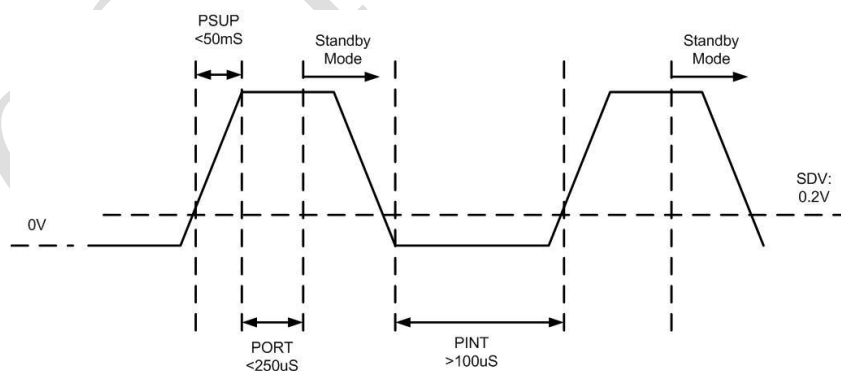 PSUP
<50mS
Standby
Mode
Standby
Mode
SDV:
0.2V
0V
PORT
<250uS
PINT
>100uS